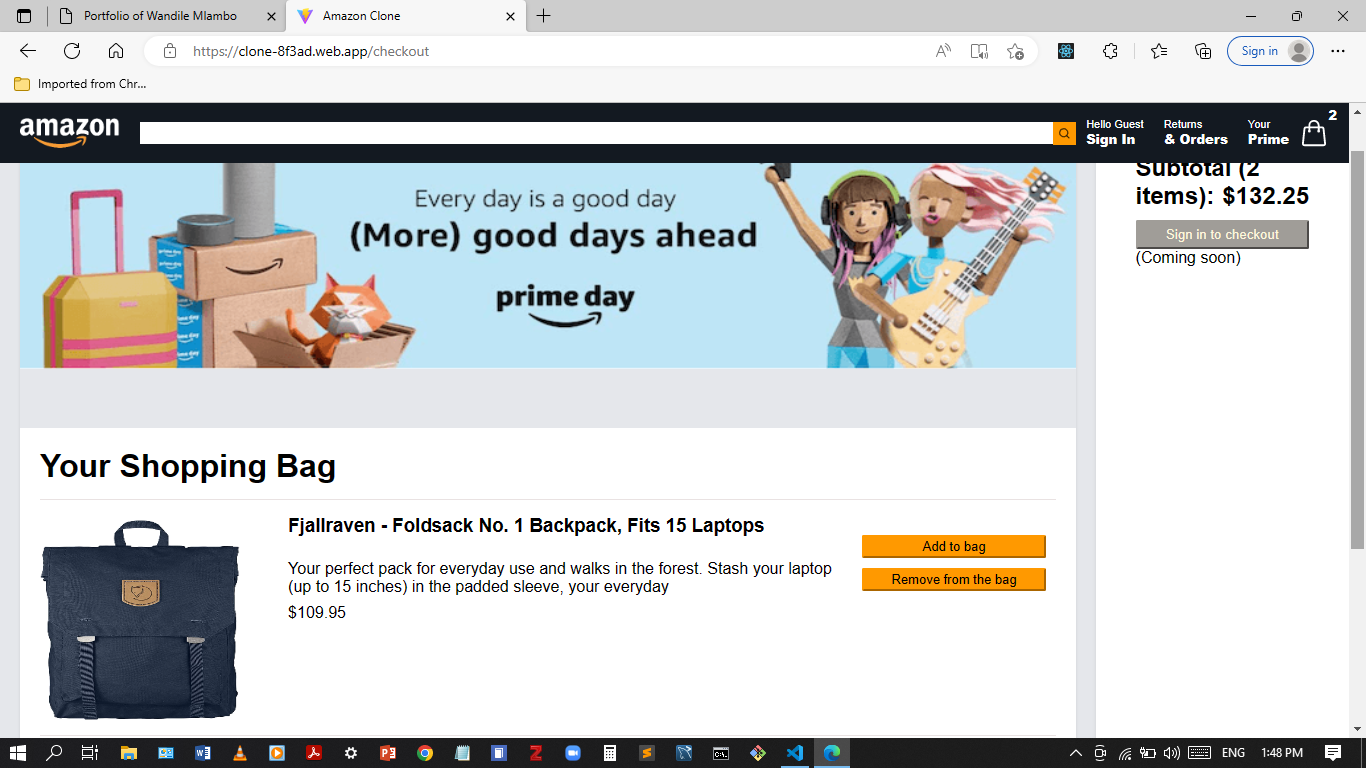 Portfolio of Wandile Mlambo
Amazon Clone
https://clone-8f3ad.web.app/checkout
Sign in
Imported from Chr...
amazon
Hello Guest
Sign In
Returns
& Orders
Your
Prime
2
Every day is a good day
(More) good days ahead
prime day
Subtotal (2
items): $132.25
Sign in to checkout
(Coming soon)
Your Shopping Bag
Fjallraven - Foldsack No. 1 Backpack, Fits 15 Laptops
Your perfect pack for everyday use and walks in the forest. Stash your laptop
(up to 15 inches) in the padded sleeve, your everyday
$109.95
Add to bag
Remove from the bag
ENG
1:48 PM